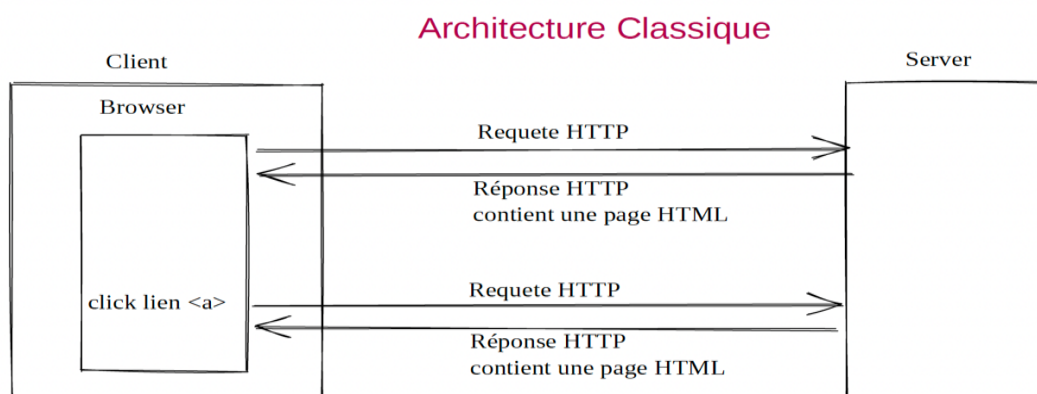 Architecture Classique
Client
Server
Browser
Requete HTTP
Réponse HTTP
contient une page HTML
click lien <a>
Requete HTTP
Réponse HTTP
contient une page HTML